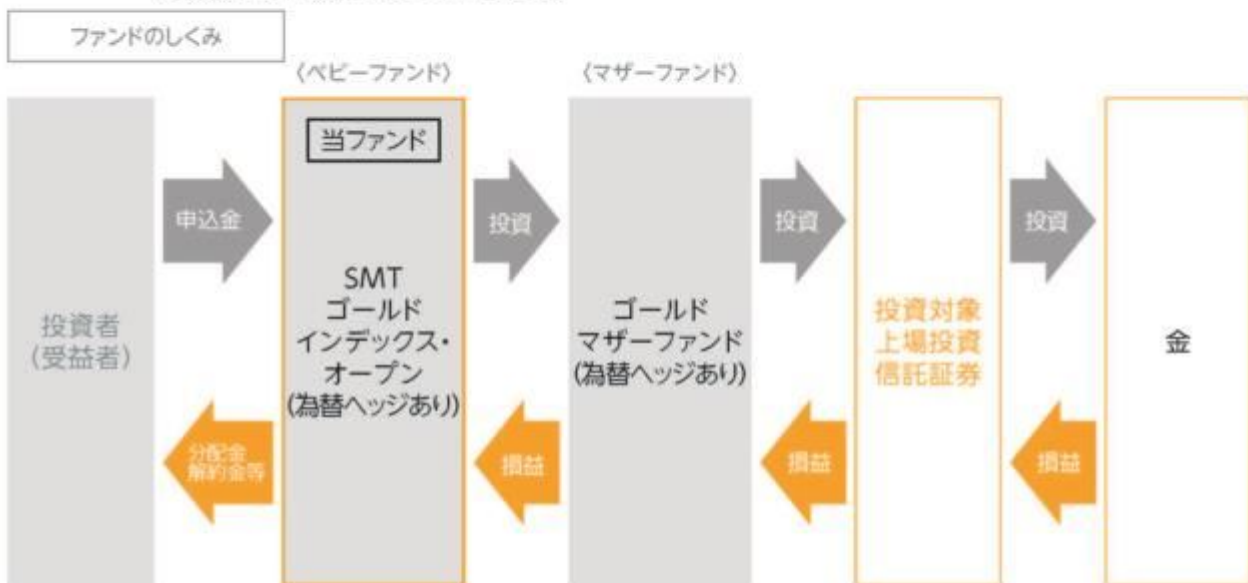 ファンドのしくみ
〈ベビーファンド〉
〈マザーファンド〉
投資者
(受益者)
申込金
分配金
解約金等
当ファンド
SMT
ゴールド
インデックス・
オープン
(為替ヘッジあり)
投資
損益
ゴールド
マザーファンド
(為替ヘッジあり)
投資
損益
投資対象
上場投資
信託証券
投資
損益
金